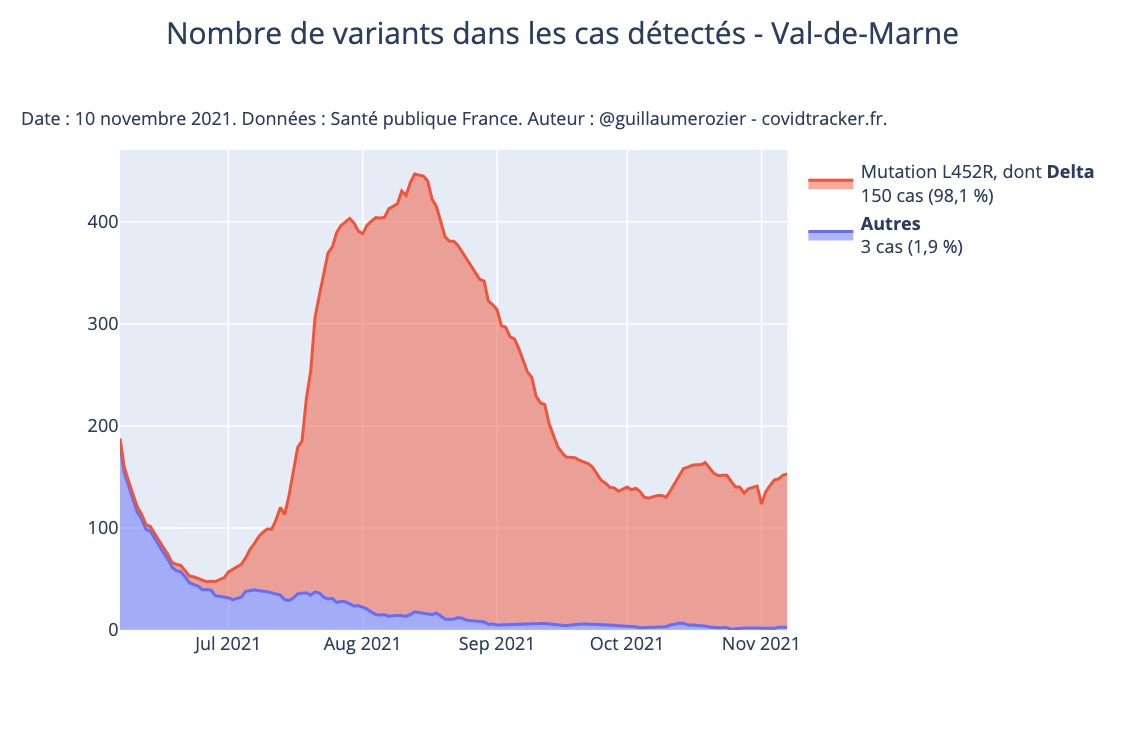 Nombre de variants dans les cas détectés - Val-de-Marne
Date : 10 novembre 2021. Données : Santé publique France. Auteur : @guillaumerozier - covidtracker.fr.
Mutation L452R, dont Delta
150 cas (98,1 %)
Autres
3 cas (1,9 %)
400
300
200
100
0
Jul 2021 Aug 2021 Sep 2021 Oct 2021 Nov 2021